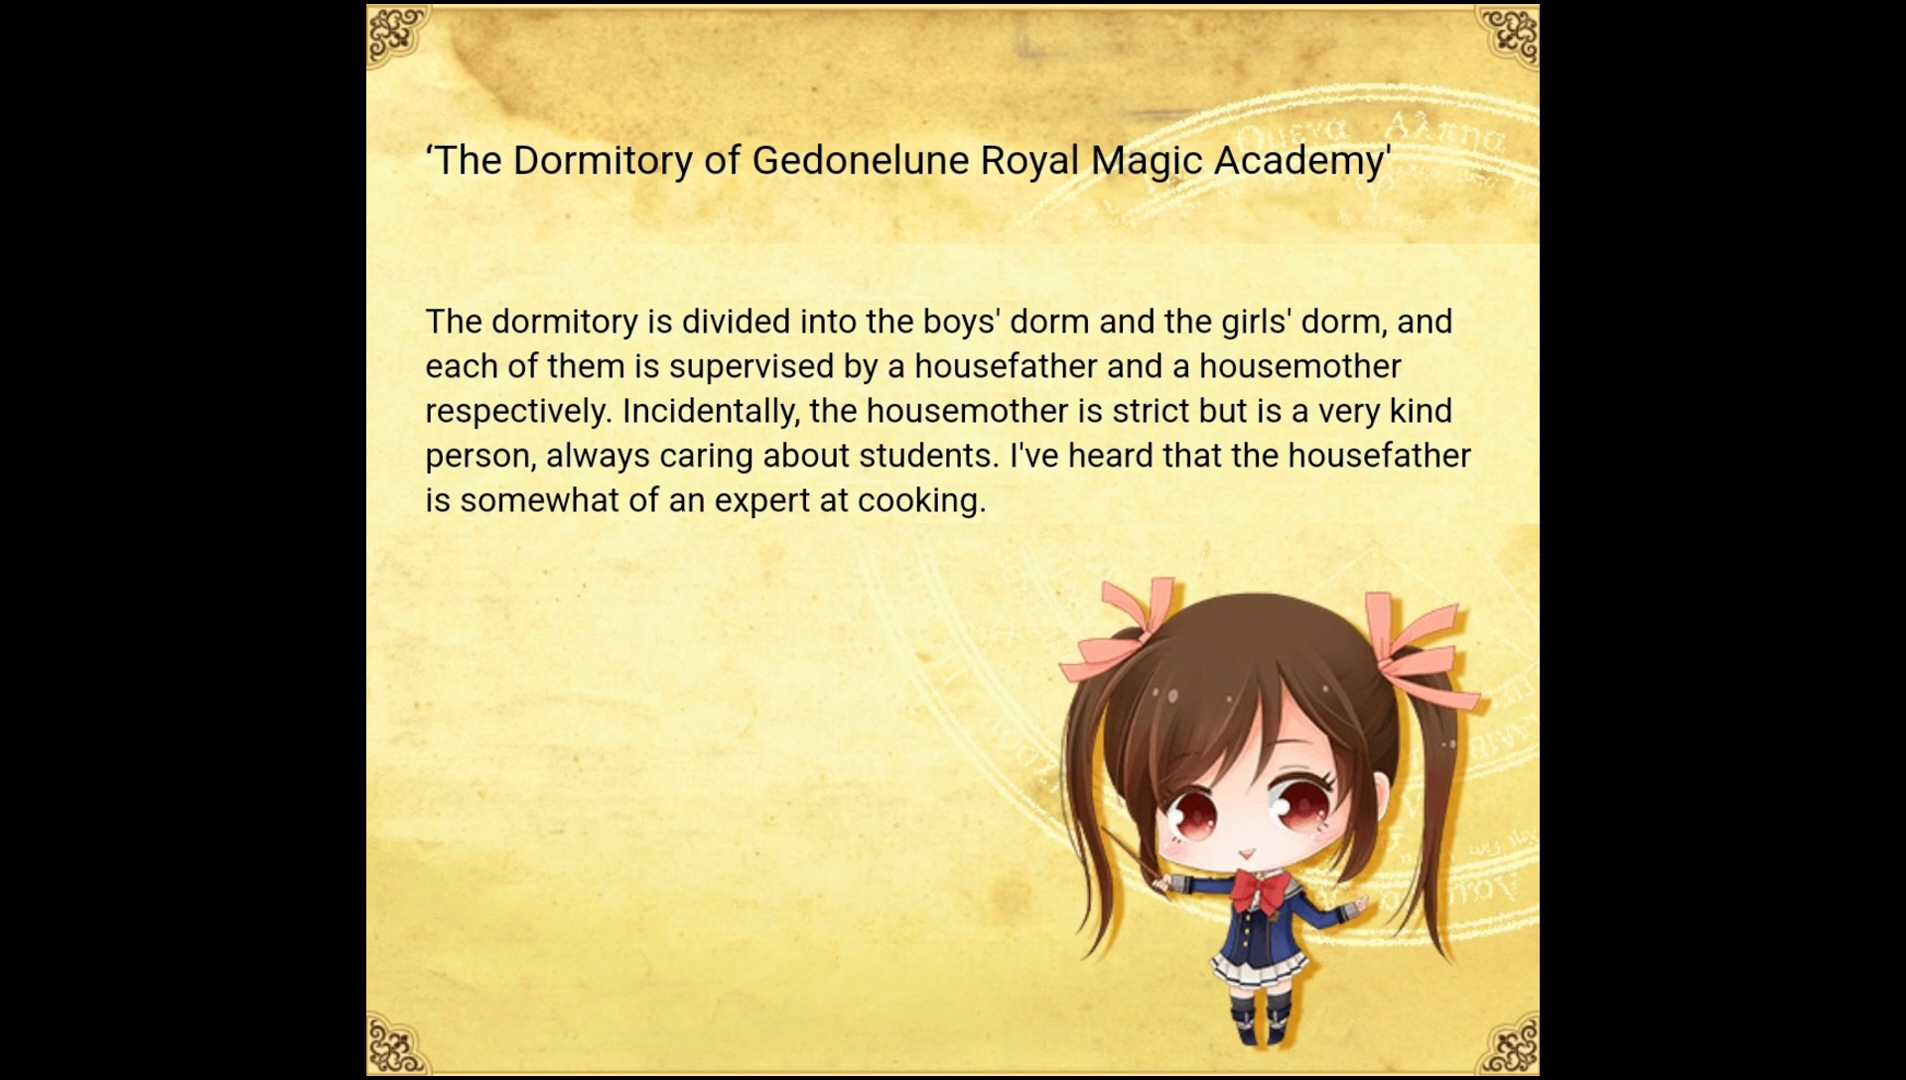 ‘The Dormitory of Gedonelune Royal Magic Academy'
The dormitory is divided into the boys' dorm and the girls' dorm, and
each of them is supervised by a housefather and a housemother
respectively. Incidentally, the housemother is strict but is a very kind
person, always caring about students. I've heard that the housefather
is somewhat of an expert at cooking.